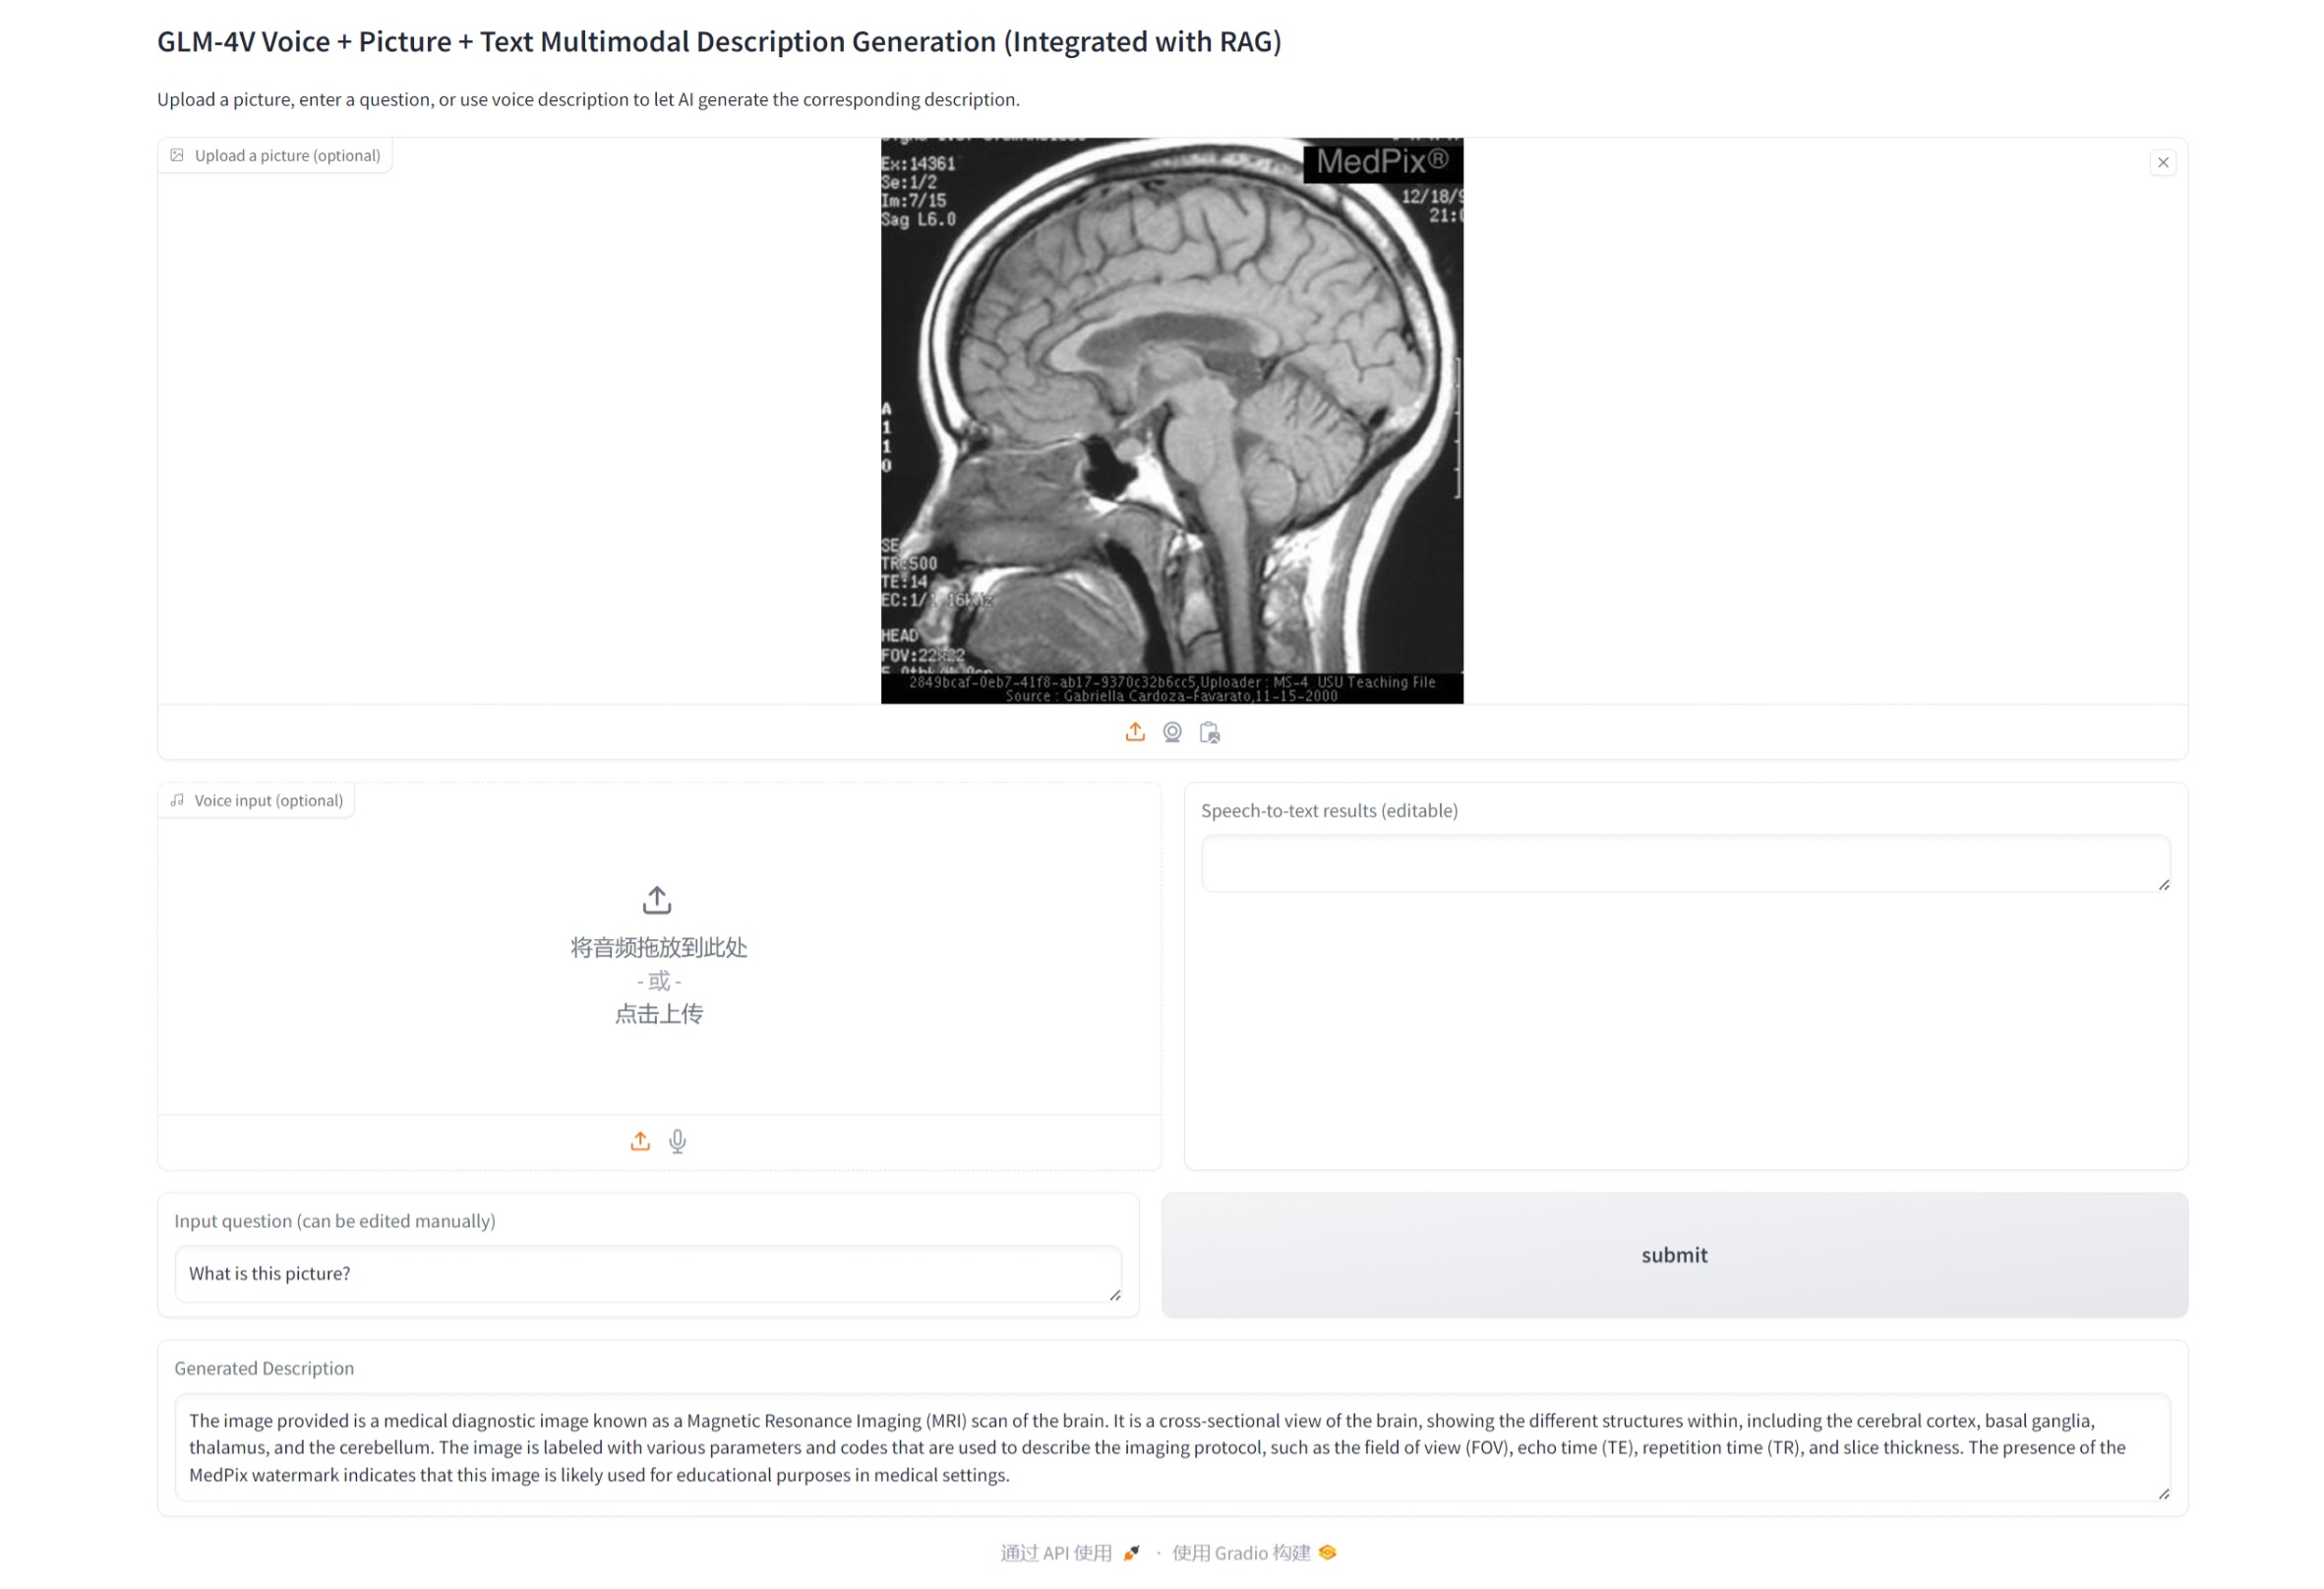 GLM-4V Voice + Picture + Text Multimodal Description Generation (Integrated with RAG)
Upload a picture, enter a question, or use voice description to let AI generate the corresponding description.
Upload a picture (optional)
Ex:14361
Se:1/2
Im:7/15
Sag L6.0
MedPix®
12/18/9
21:0
A
1
1
0
SE
TR:500
TE:14
EC:1/1 16kHz
HEAD
FOV:22x22
2849bcaf-0eb7-41f8-ab17-9370c32b6cc5,Uploader : MS-4 USU Teaching File
Source : Gabriella Cardoza-Favarato,11-15-2000
Voice input (optional)
将音频拖放到此处
- 或 -
点击上传
Speech-to-text results (editable)
Input question (can be edited manually)
What is this picture?
submit
Generated Description
The image provided is a medical diagnostic image known as a Magnetic Resonance Imaging (MRI) scan of the brain. It is a cross-sectional view of the brain, showing the different structures within, including the cerebral cortex, basal ganglia,
thalamus, and the cerebellum. The image is labeled with various parameters and codes that are used to describe the imaging protocol, such as the field of view (FOV), echo time (TE), repetition time (TR), and slice thickness. The presence of the
MedPix watermark indicates that this image is likely used for educational purposes in medical settings.
通过 API 使用 · 使用 Gradio 构建